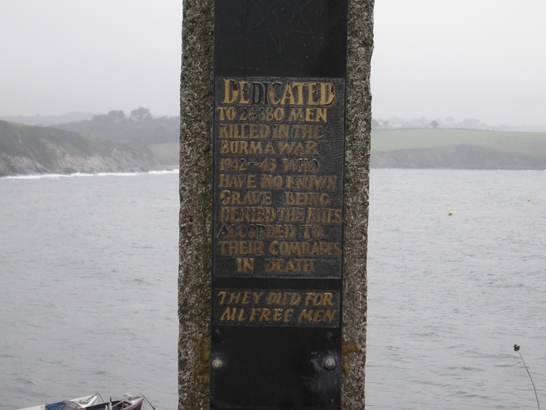 DEDICATED
TO 26380 MEN
KILLED IN THE
BURMA WAR
1942-45 WHO
HAVE NO KNOWN
GRAVE BEING
DENIED THE RITES
ACCORDED TO
THEIR COMRADES
IN DEATH
THEY DIED FOR
ALL FREE MEN